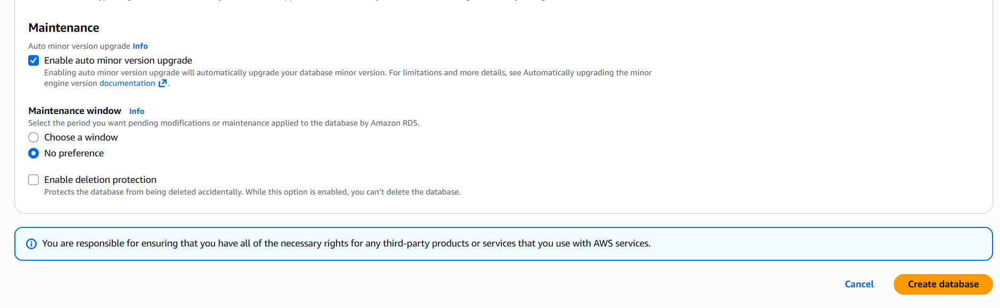 Maintenance
Auto minor version upgrade Info
Enable auto minor version upgrade
Enabling auto minor version upgrade will automatically upgrade your database minor version. For limitations and more details, see Automatically upgrading the minor
engine version documentation .
Maintenance window Info
Select the period you want pending modifications or maintenance applied to the database by Amazon RDS.
Choose a window
No preference
Enable deletion protection
Protects the database from being deleted accidentally. While this option is enabled, you can’t delete the database.
You are responsible for ensuring that you have all of the necessary rights for any third-party products or services that you use with AWS services.
Cancel Create database